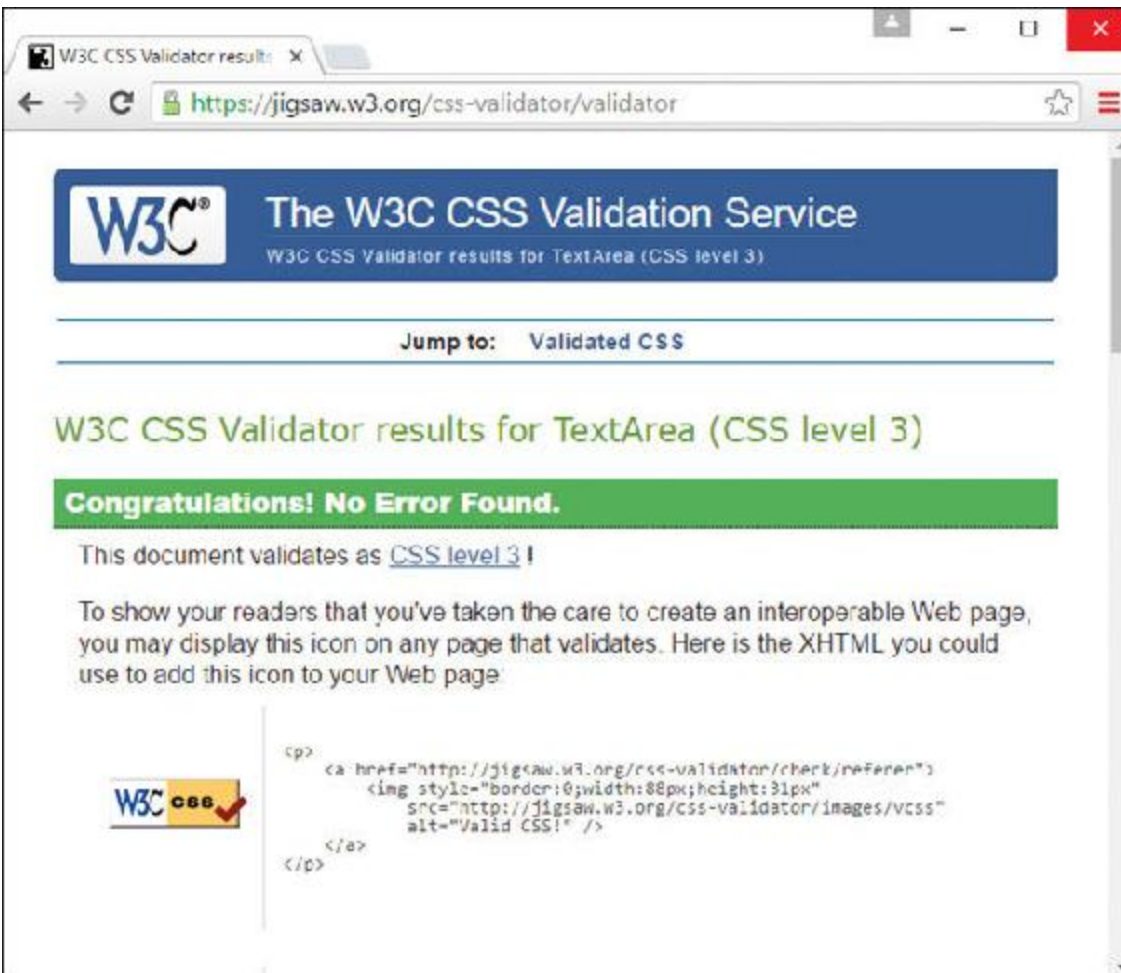 W3C CSS Validator results
https://jigsaw.w3.org/css-validator/validator
W3C®
The W3C CSS Validation Service
W3C CSS Validator results for TextArea (CSS level 3)
Jump to: Validated CSS
W3C CSS Validator results for TextArea (CSS level 3)
Congratulations! No Error Found.
This document validates as CSS level 3 !
To show your readers that you've taken the care to create an interoperable Web page,
you may display this icon on any page that validates. Here is the XHTML you could
use to add this icon to your Web page:
W3C css
<p>
<a href="http://jigsaw.w3.org/css-validator/check/referer">
<img style="border:0;width:88px;height:31px"
src="http://jigsaw.w3.org/css-validator/images/vcss"
alt="Valid CSS!" />
</a>
</p>